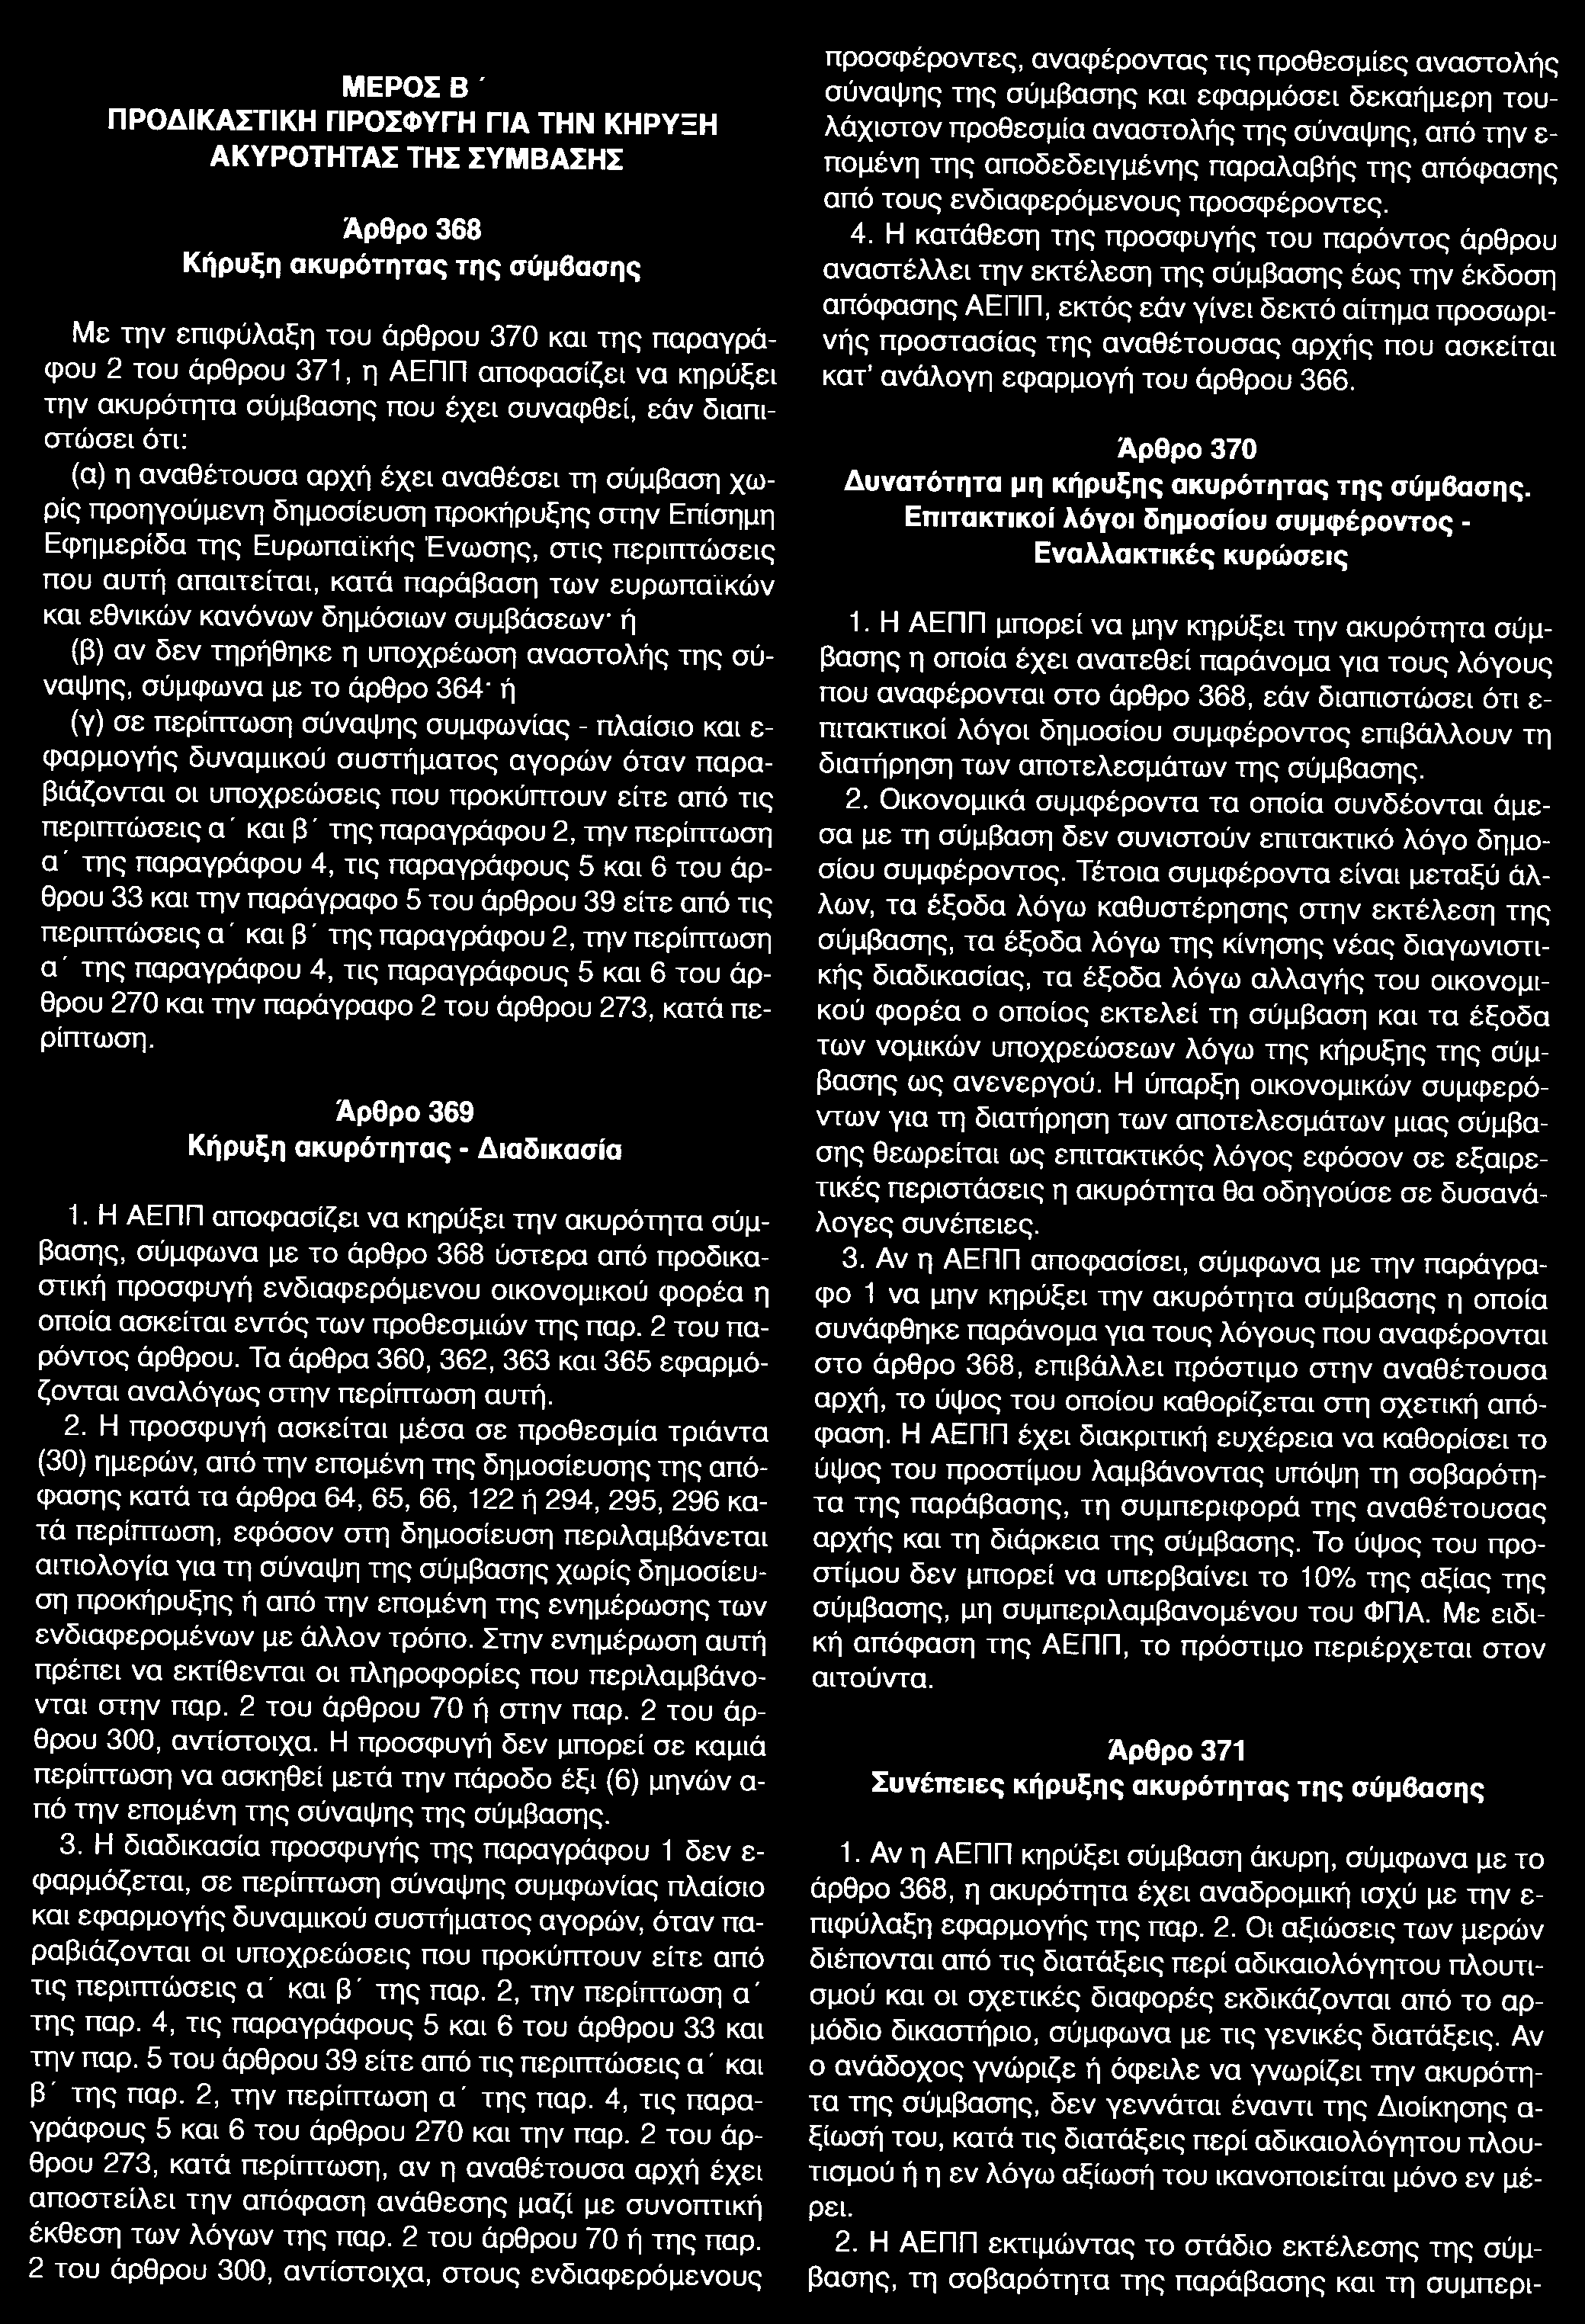 ΜΕΡΟΣ Β΄
ΠΡΟΔΙΚΑΣΤΙΚΗ ΠΡΟΣΦΥΓΗ ΓΙΑ ΤΗΝ ΚΗΡΥΞΗ
ΑΚΥΡΟΤΗΤΑΣ ΤΗΣ ΣΥΜΒΑΣΗΣ
Άρθρο 368
Κήρυξη ακυρότητας της σύμβασης
Με την επιφύλαξη του άρθρου 370 και της παραγρά-
φου 2 του άρθρου 371, η ΑΕΠΠ αποφασίζει να κηρύξει
την ακυρότητα σύμβασης που έχει συναφθεί, εάν διαπι-
στώσει ότι:
(α) η αναθέτουσα αρχή έχει αναθέσει τη σύμβαση χω-
ρίς προηγούμενη δημοσίευση προκήρυξης στην Επίσημη
Εφημερίδα της Ευρωπαϊκής Ένωσης, στις περιπτώσεις
που αυτή απαιτείται, κατά παράβαση των ευρωπαϊκών
και εθνικών κανόνων δημόσιων συμβάσεων· ή
(β) αν δεν τηρήθηκε η υποχρέωση αναστολής της σύ-
ναψης, σύμφωνα με το άρθρο 364· ή
(γ) σε περίπτωση σύναψης συμφωνίας - πλαίσιο και ε-
φαρμογής δυναμικού συστήματος αγορών όταν παρα-
βιάζονται οι υποχρεώσεις που προκύπτουν είτε από τις
περιπτώσεις α΄ και β΄ της παραγράφου 2, την περίπτωση
α΄ της παραγράφου 4, τις παραγράφους 5 και 6 του άρ-
θρου 33 και την παράγραφο 5 του άρθρου 39 είτε από τις
περιπτώσεις α΄ και β΄ της παραγράφου 2, την περίπτωση
α΄ της παραγράφου 4, τις παραγράφους 5 και 6 του άρ-
θρου 270 και την παράγραφο 2 του άρθρου 273, κατά πε-
ρίπτωση.
Άρθρο 369
Κήρυξη ακυρότητας - Διαδικασία
1. Η ΑΕΠΠ αποφασίζει να κηρύξει την ακυρότητα σύμ-
βασης, σύμφωνα με το άρθρο 368 ύστερα από προδικα-
στική προσφυγή ενδιαφερόμενου οικονομικού φορέα η
οποία ασκείται εντός των προθεσμιών της παρ. 2 του πα-
ρόντος άρθρου. Τα άρθρα 360, 362, 363 και 365 εφαρμό-
ζονται αναλόγως στην περίπτωση αυτή.
2. Η προσφυγή ασκείται μέσα σε προθεσμία τριάντα
(30) ημερών, από την επομένη της δημοσίευσης της από-
φασης κατά τα άρθρα 64, 65, 66, 122 ή 294, 295, 296 κα-
τά περίπτωση, εφόσον στη δημοσίευση περιλαμβάνεται
αιτιολογία για τη σύναψη της σύμβασης χωρίς δημοσίευ-
ση προκήρυξης ή από την επομένη της ενημέρωσης των
ενδιαφερομένων με άλλον τρόπο. Στην ενημέρωση αυτή
πρέπει να εκτίθενται οι πληροφορίες που περιλαμβάνο-
νται στην παρ. 2 του άρθρου 70 ή στην παρ. 2 του άρ-
θρου 300, αντίστοιχα. Η προσφυγή δεν μπορεί σε καμιά
περίπτωση να ασκηθεί μετά την πάροδο έξι (6) μηνών α-
πό την επομένη της σύναψης της σύμβασης.
3. Η διαδικασία προσφυγής της παραγράφου 1 δεν ε-
φαρμόζεται, σε περίπτωση σύναψης συμφωνίας πλαίσιο
και εφαρμογής δυναμικού συστήματος αγορών, όταν πα-
ραβιάζονται οι υποχρεώσεις που προκύπτουν είτε από
τις περιπτώσεις α΄ και β΄ της παρ. 2, την περίπτωση α΄
της παρ. 4, τις παραγράφους 5 και 6 του άρθρου 33 και
την παρ. 5 του άρθρου 39 είτε από τις περιπτώσεις α΄ και
β΄ της παρ. 2, την περίπτωση α΄ της παρ. 4, τις παρα-
γράφους 5 και 6 του άρθρου 270 και την παρ. 2 του άρ-
θρου 273, κατά περίπτωση, αν η αναθέτουσα αρχή έχει
αποστείλει την απόφαση ανάθεσης μαζί με συνοπτική
έκθεση των λόγων της παρ. 2 του άρθρου 70 ή της παρ.
2 του άρθρου 300, αντίστοιχα, στους ενδιαφερόμενους
προσφέροντες, αναφέροντας τις προθεσμίες αναστολής
σύναψης της σύμβασης και εφαρμόσει δεκαήμερη του-
λάχιστον προθεσμία αναστολής της σύναψης, από την ε-
πομένη της αποδεδειγμένης παραλαβής της απόφασης
από τους ενδιαφερόμενους προσφέροντες.
4. Η κατάθεση της προσφυγής του παρόντος άρθρου
αναστέλλει την εκτέλεση της σύμβασης έως την έκδοση
απόφασης ΑΕΠΠ, εκτός εάν γίνει δεκτό αίτημα προσωρι-
νής προστασίας της αναθέτουσας αρχής που ασκείται
κατ' ανάλογη εφαρμογή του άρθρου 366.
Άρθρο 370
Δυνατότητα μη κήρυξης ακυρότητας της σύμβασης.
Επιτακτικοί λόγοι δημοσίου συμφέροντος -
Εναλλακτικές κυρώσεις
1. Η ΑΕΠΠ μπορεί να μην κηρύξει την ακυρότητα σύμ-
βασης η οποία έχει ανατεθεί παράνομα για τους λόγους
που αναφέρονται στο άρθρο 368, εάν διαπιστώσει ότι ε-
πιτακτικοί λόγοι δημοσίου συμφέροντος επιβάλλουν τη
διατήρηση των αποτελεσμάτων της σύμβασης.
2. Οικονομικά συμφέροντα τα οποία συνδέονται άμε-
σα με τη σύμβαση δεν συνιστούν επιτακτικό λόγο δημο-
σίου συμφέροντος. Τέτοια συμφέροντα είναι μεταξύ άλ-
λων, τα έξοδα λόγω καθυστέρησης στην εκτέλεση της
σύμβασης, τα έξοδα λόγω της κίνησης νέας διαγωνιστι-
κής διαδικασίας, τα έξοδα λόγω αλλαγής του οικονομι-
κού φορέα ο οποίος εκτελεί τη σύμβαση και τα έξοδα
των νομικών υποχρεώσεων λόγω της κήρυξης της σύμ-
βασης ως ανενεργού. Η ύπαρξη οικονομικών συμφερό-
ντων για τη διατήρηση των αποτελεσμάτων μιας σύμβα-
σης θεωρείται ως επιτακτικός λόγος εφόσον σε εξαιρε-
τικές περιστάσεις η ακυρότητα θα οδηγούσε σε δυσανά-
λογες συνέπειες.
3. Αν η ΑΕΠΠ αποφασίσει, σύμφωνα με την παράγρα-
φο 1 να μην κηρύξει την ακυρότητα σύμβασης η οποία
συνάφθηκε παράνομα για τους λόγους που αναφέρονται
στο άρθρο 368, επιβάλλει πρόστιμο στην αναθέτουσα
αρχή, το ύψος του οποίου καθορίζεται στη σχετική από-
φαση. Η ΑΕΠΠ έχει διακριτική ευχέρεια να καθορίσει το
ύψος του προστίμου λαμβάνοντας υπόψη τη σοβαρότη-
τα της παράβασης, τη συμπεριφορά της αναθέτουσας
αρχής και τη διάρκεια της σύμβασης. Το ύψος του προ-
στίμου δεν μπορεί να υπερβαίνει το 10% της αξίας της
σύμβασης, μη συμπεριλαμβανομένου του ΦΠΑ. Με ειδι-
κή απόφαση της ΑΕΠΠ, το πρόστιμο περιέρχεται στον
αιτούντα.
Άρθρο 371
Συνέπειες κήρυξης ακυρότητας της σύμβασης
1. Αν η ΑΕΠΠ κηρύξει σύμβαση άκυρη, σύμφωνα με το
άρθρο 368, η ακυρότητα έχει αναδρομική ισχύ με την ε-
πιφύλαξη εφαρμογής της παρ. 2. Οι αξιώσεις των μερών
διέπονται από τις διατάξεις περί αδικαιολόγητου πλουτι-
σμού και οι σχετικές διαφορές εκδικάζονται από το αρ-
μόδιο δικαστήριο, σύμφωνα με τις γενικές διατάξεις. Αν
ο ανάδοχος γνώριζε ή όφειλε να γνωρίζει την ακυρότη-
τα της σύμβασης, δεν γεννάται έναντι της Διοίκησης α-
ξίωσή του, κατά τις διατάξεις περί αδικαιολόγητου πλου-
τισμού ή η εν λόγω αξίωσή του ικανοποιείται μόνο εν μέ-
ρει.
2. Η ΑΕΠΠ εκτιμώντας το στάδιο εκτέλεσης της σύμ-
βασης, τη σοβαρότητα της παράβασης και τη συμπερι-